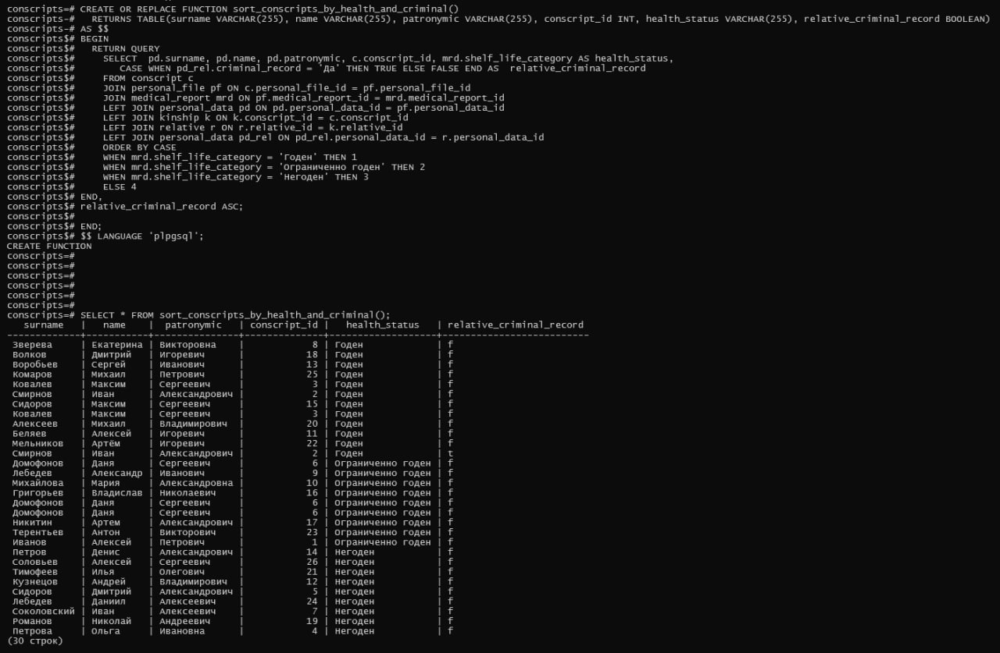 conscripts=# CREATE OR REPLACE FUNCTION sort_conscripts_by_health_and_criminal()
conscripts-#   RETURNS TABLE(surname VARCHAR(255), name VARCHAR(255), patronymic VARCHAR(255), conscript_id INT, health_status VARCHAR(255), relative_criminal_record BOOLEAN)
conscripts-# AS $$
conscripts$# BEGIN
conscripts$#   RETURN QUERY
conscripts$#     SELECT  pd.surname, pd.name, pd.patronymic, c.conscript_id, mrd.shelf_life_category AS health_status,
conscripts$#        CASE WHEN pd_rel.criminal_record = 'Да' THEN TRUE ELSE FALSE END AS  relative_criminal_record
conscripts$#     FROM conscript c
conscripts$#     JOIN personal_file pf ON c.personal_file_id = pf.personal_file_id
conscripts$#     JOIN medical_report mrd ON pf.medical_report_id = mrd.medical_report_id
conscripts$#     LEFT JOIN personal_data pd ON pd.personal_data_id = pf.personal_data_id
conscripts$#     LEFT JOIN kinship k ON k.conscript_id = c.conscript_id
conscripts$#     LEFT JOIN relative r ON r.relative_id = k.relative_id
conscripts$#     LEFT JOIN personal_data pd_rel ON pd_rel.personal_data_id = r.personal_data_id
conscripts$#     ORDER BY CASE
conscripts$#     WHEN mrd.shelf_life_category = 'Годен' THEN 1
conscripts$#     WHEN mrd.shelf_life_category = 'Ограниченно годен' THEN 2
conscripts$#     WHEN mrd.shelf_life_category = 'Негоден' THEN 3
conscripts$#     ELSE 4
conscripts$# END,
conscripts$# relative_criminal_record ASC;
conscripts$#
conscripts$# END;
conscripts$# $$ LANGUAGE 'plpgsql';
CREATE FUNCTION
conscripts=#
conscripts=#
conscripts=#
conscripts=#
conscripts=#
conscripts=#
conscripts=# SELECT * FROM sort_conscripts_by_health_and_criminal();
   surname   |   name    |  patronymic   | conscript_id |   health_status   | relative_criminal_record
-------------+-----------+---------------+--------------+-------------------+--------------------------
 Зверева     | Екатерина | Викторовна    |            8 | Годен             | f
 Волков      | Дмитрий   | Игоревич      |           18 | Годен             | f
 Воробьев    | Сергей    | Иванович      |           13 | Годен             | f
 Комаров     | Михаил    | Петрович      |           25 | Годен             | f
 Ковалев     | Максим    | Сергеевич     |            3 | Годен             | f
 Смирнов     | Иван      | Александрович |            2 | Годен             | f
 Сидоров     | Максим    | Сергеевич     |           15 | Годен             | f
 Ковалев     | Максим    | Сергеевич     |            3 | Годен             | f
 Алексеев    | Михаил    | Владимирович  |           20 | Годен             | f
 Беляев      | Алексей   | Игоревич      |           11 | Годен             | f
 Мельников   | Артём     | Игоревич      |           22 | Годен             | f
 Смирнов     | Иван      | Александрович |            2 | Годен             | t
 Домофонов   | Даня      | Сергеевич     |            6 | Ограниченно годен | f
 Лебедев     | Александр | Иванович      |            9 | Ограниченно годен | f
 Михайлова   | Мария     | Александровна |           10 | Ограниченно годен | f
 Григорьев   | Владислав | Николаевич    |           16 | Ограниченно годен | f
 Домофонов   | Даня      | Сергеевич     |            6 | Ограниченно годен | f
 Домофонов   | Даня      | Сергеевич     |            6 | Ограниченно годен | f
 Никитин     | Артем     | Александрович |           17 | Ограниченно годен | f
 Терентьев   | Антон     | Викторович    |           23 | Ограниченно годен | f
 Иванов      | Алексей   | Петрович      |            1 | Ограниченно годен | f
 Петров      | Денис     | Александрович |           14 | Негоден           | f
 Соловьев    | Алексей   | Сергеевич     |           26 | Негоден           | f
 Тимофеев    | Илья      | Олегович      |           21 | Негоден           | f
 Кузнецов    | Андрей    | Владимирович  |           12 | Негоден           | f
 Сидоров     | Дмитрий   | Александрович |            5 | Негоден           | f
 Лебедев     | Даниил    | Алексеевич    |           24 | Негоден           | f
 Соколовский | Иван      | Алексеевич    |            7 | Негоден           | f
 Романов     | Николай   | Андреевич     |           19 | Негоден           | f
 Петрова     | Ольга     | Ивановна      |            4 | Негоден           | f
(30 строк)